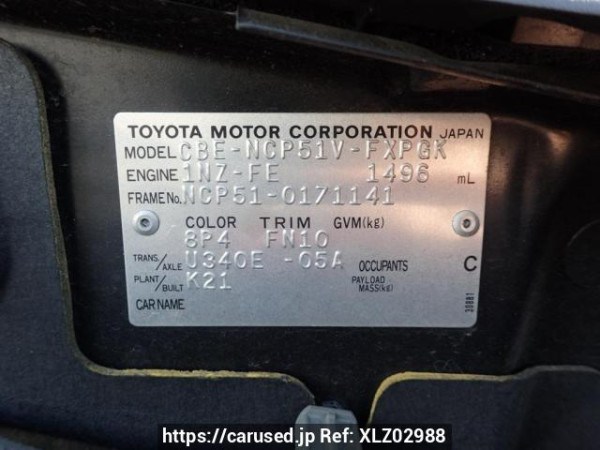 TOYOTA MOTOR CORPORATION JAPAN
MODEL CBE-NCP51V-FXPGK
ENGINE 1NZ-FE 1496 mL
FRAME No. NCP51-0171141
COLOR TRIM GVM(kg)
8P4 FN10
TRANS/AXLE U340E -05A OCCUPANTS C
PLANT/BUILT K21 PAYLOAD MASS(kg)
CAR NAME
https://carused.jp Ref: XLZ02988